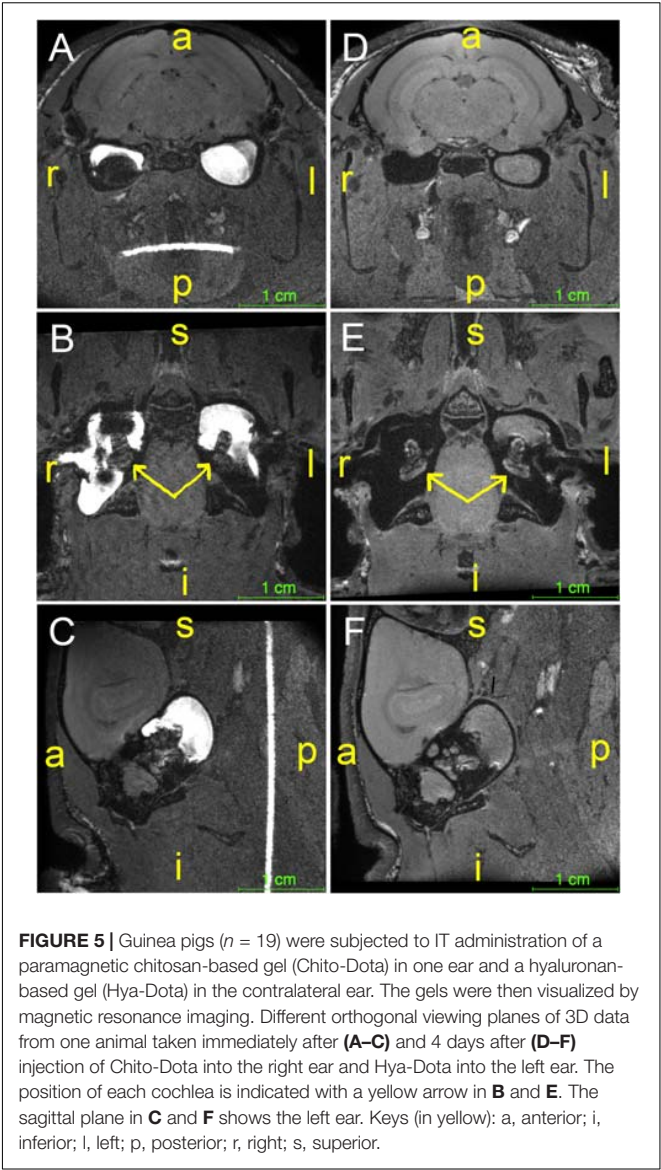 A
a
r
l
p
1 cm
D
a
r
l
p
1 cm
B
s
r
l
i
1 cm
E
s
r
l
i
1 cm
C
s
a
p
i
1 cm
F
s
a
p
i
1 cm
FIGURE 5 | Guinea pigs (n = 19) were subjected to IT administration of a
paramagnetic chitosan-based gel (Chito-Dota) in one ear and a hyaluronan-
based gel (Hya-Dota) in the contralateral ear. The gels were then visualized by
magnetic resonance imaging. Different orthogonal viewing planes of 3D data
from one animal taken immediately after (A–C) and 4 days after (D–F)
injection of Chito-Dota into the right ear and Hya-Dota into the left ear. The
position of each cochlea is indicated with a yellow arrow in B and E. The
sagittal plane in C and F shows the left ear. Keys (in yellow): a, anterior; i,
inferior; l, left; p, posterior; r, right; s, superior.